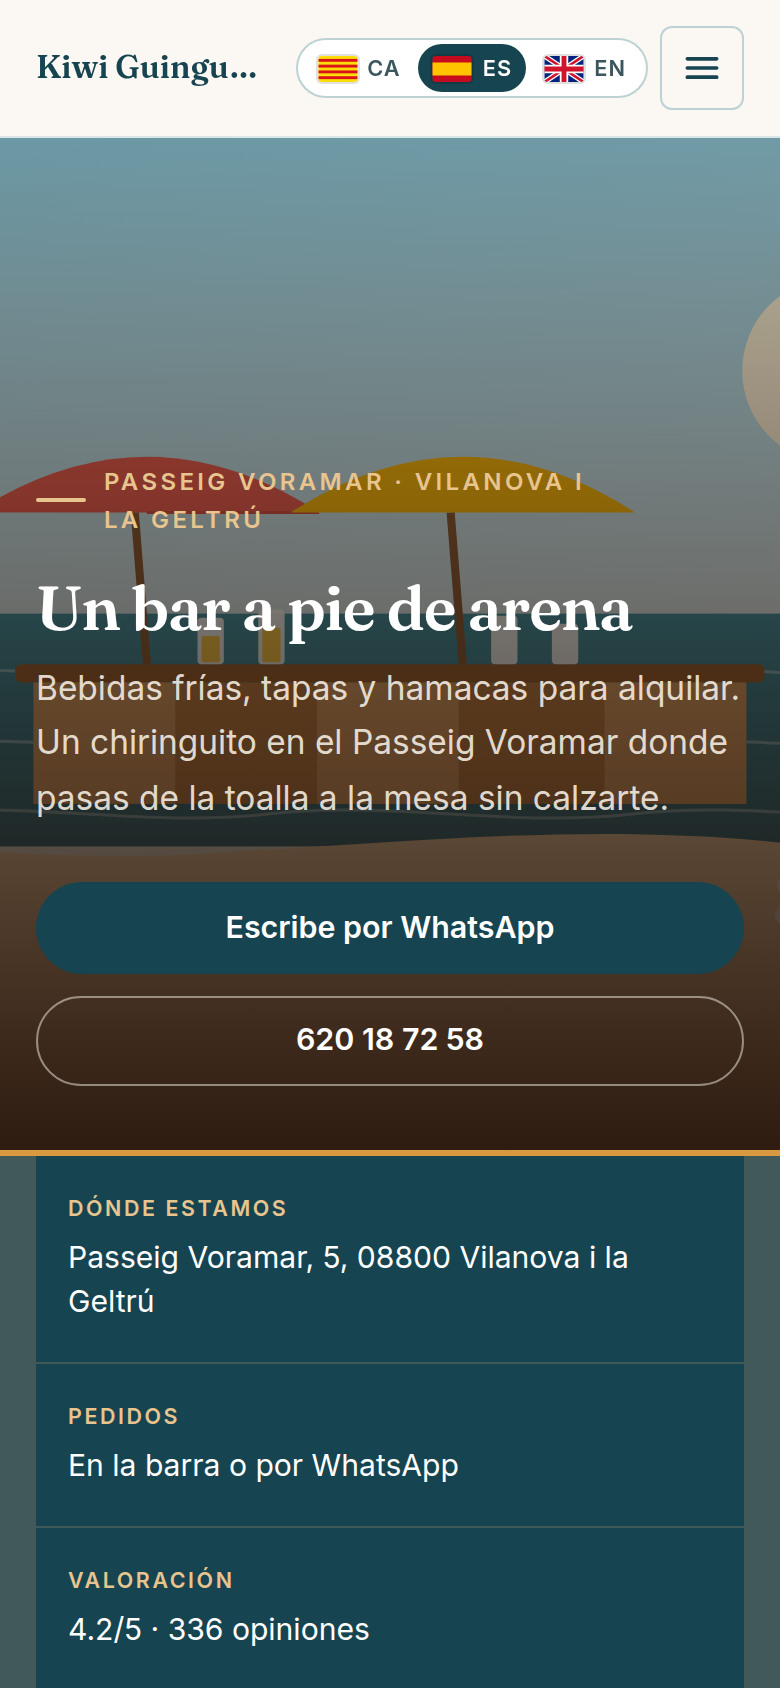 Kiwi Guingu...
CA
ES
EN
PASSEIG VORAMAR · VILANOVA I
LA GELTRÚ
Un bar a pie de arena
Bebidas frías, tapas y hamacas para alquilar.
Un chiringuito en el Passeig Voramar donde
pasas de la toalla a la mesa sin calzarte.
Escribe por WhatsApp
620 18 72 58
DÓNDE ESTAMOS
Passeig Voramar, 5, 08800 Vilanova i la
Geltrú
PEDIDOS
En la barra o por WhatsApp
VALORACIÓN
4.2/5 · 336 opiniones